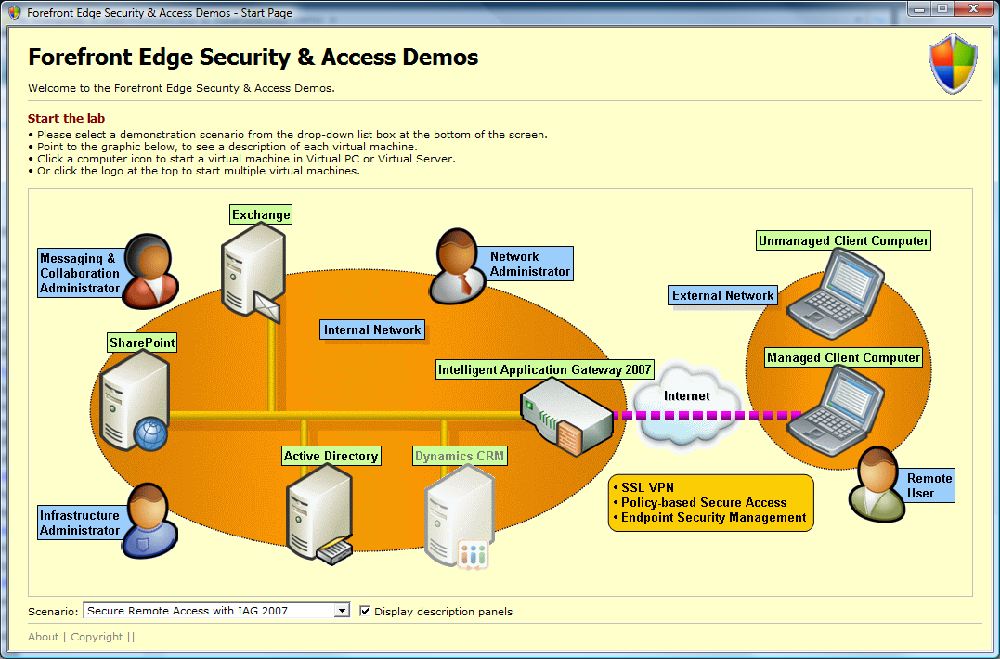 Forefront Edge Security & Access Demos - Start Page
Forefront Edge Security & Access Demos
Welcome to the Forefront Edge Security & Access Demos.
Start the lab
• Please select a demonstration scenario from the drop-down list box at the bottom of the screen.
• Point to the graphic below, to see a description of each virtual machine.
• Click a computer icon to start a virtual machine in Virtual PC or Virtual Server.
• Or click the logo at the top to start multiple virtual machines.
Exchange
Messaging &
Collaboration
Administrator
Network
Administrator
Unmanaged Client Computer
External Network
Internal Network
SharePoint
Managed Client Computer
Intelligent Application Gateway 2007
Internet
Active Directory
Dynamics CRM
• SSL VPN
• Policy-based Secure Access
• Endpoint Security Management
Remote
User
Infrastructure
Administrator
Scenario: Secure Remote Access with IAG 2007 Display description panels
About | Copyright ||